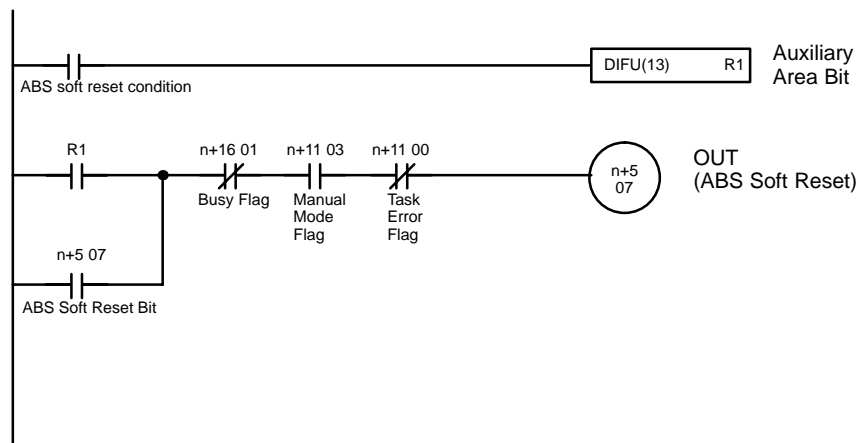 DIFU(13) R1
Auxiliary
Area Bit
ABS soft reset condition
R1
n+16 01
n+11 03
n+11 00
Busy Flag
Manual
Mode
Flag
Task
Error
Flag
n+5
07
OUT
(ABS Soft Reset)
n+5 07
ABS Soft Reset Bit